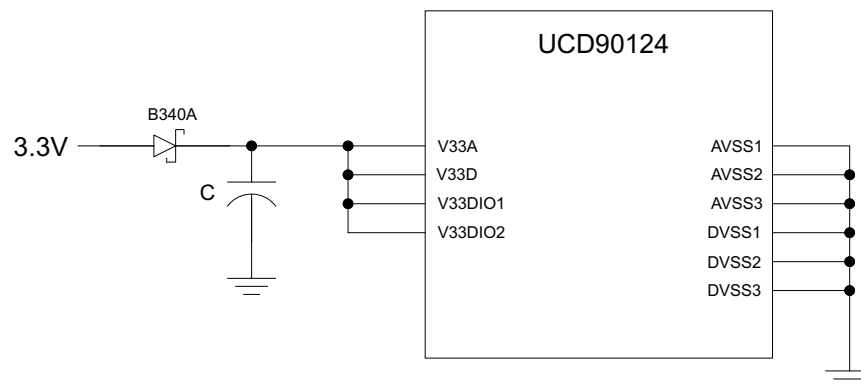 UCD90124
B340A
3.3V
C
V33A
V33D
V33DIO1
V33DIO2
AVSS1
AVSS2
AVSS3
DVSS1
DVSS2
DVSS3